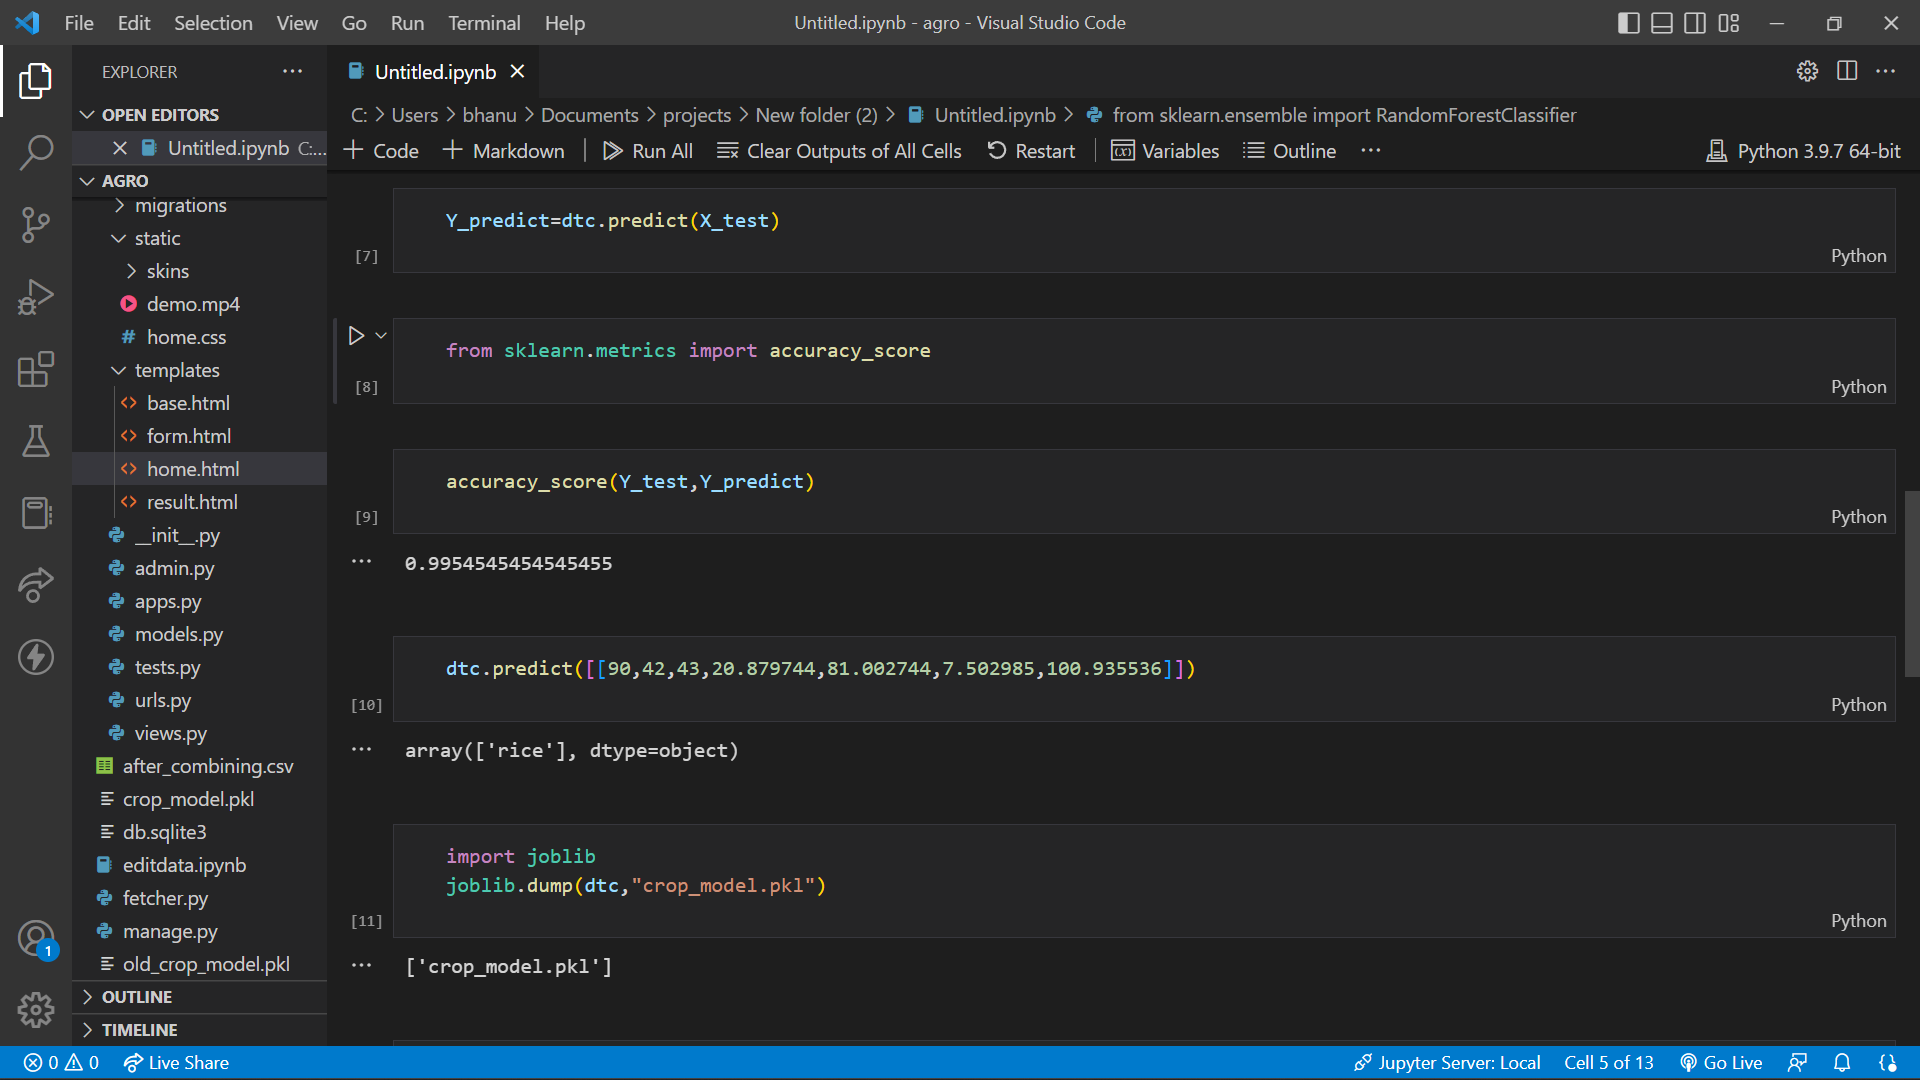 File Edit Selection View Go Run Terminal Help
Untitled.ipynb - agro - Visual Studio Code
EXPLORER
OPEN EDITORS
Untitled.ipynb C:...
AGRO
migrations
static
skins
demo.mp4
# home.css
templates
<> base.html
<> form.html
<> home.html
<> result.html
__init__.py
admin.py
apps.py
models.py
tests.py
urls.py
views.py
after_combining.csv
crop_model.pkl
db.sqlite3
editdata.ipynb
fetcher.py
manage.py
old_crop_model.pkl
OUTLINE
TIMELINE
1
Untitled.ipynb
C: > Users > bhanu > Documents > projects > New folder (2) > Untitled.ipynb > from sklearn.ensemble import RandomForestClassifier
+ Code + Markdown Run All Clear Outputs of All Cells Restart Variables Outline ... Python 3.9.7 64-bit
Y_predict=dtc.predict(X_test)
[7] Python
from sklearn.metrics import accuracy_score
[8] Python
accuracy_score(Y_test,Y_predict)
[9] Python
... 0.9954545454545455
dtc.predict([[90,42,43,20.879744,81.002744,7.502985,100.935536]])
[10] Python
... array(['rice'], dtype=object)
import joblib
joblib.dump(dtc,"crop_model.pkl")
[11] Python
... ['crop_model.pkl']
0 0 Live Share Jupyter Server: Local Cell 5 of 13 Go Live